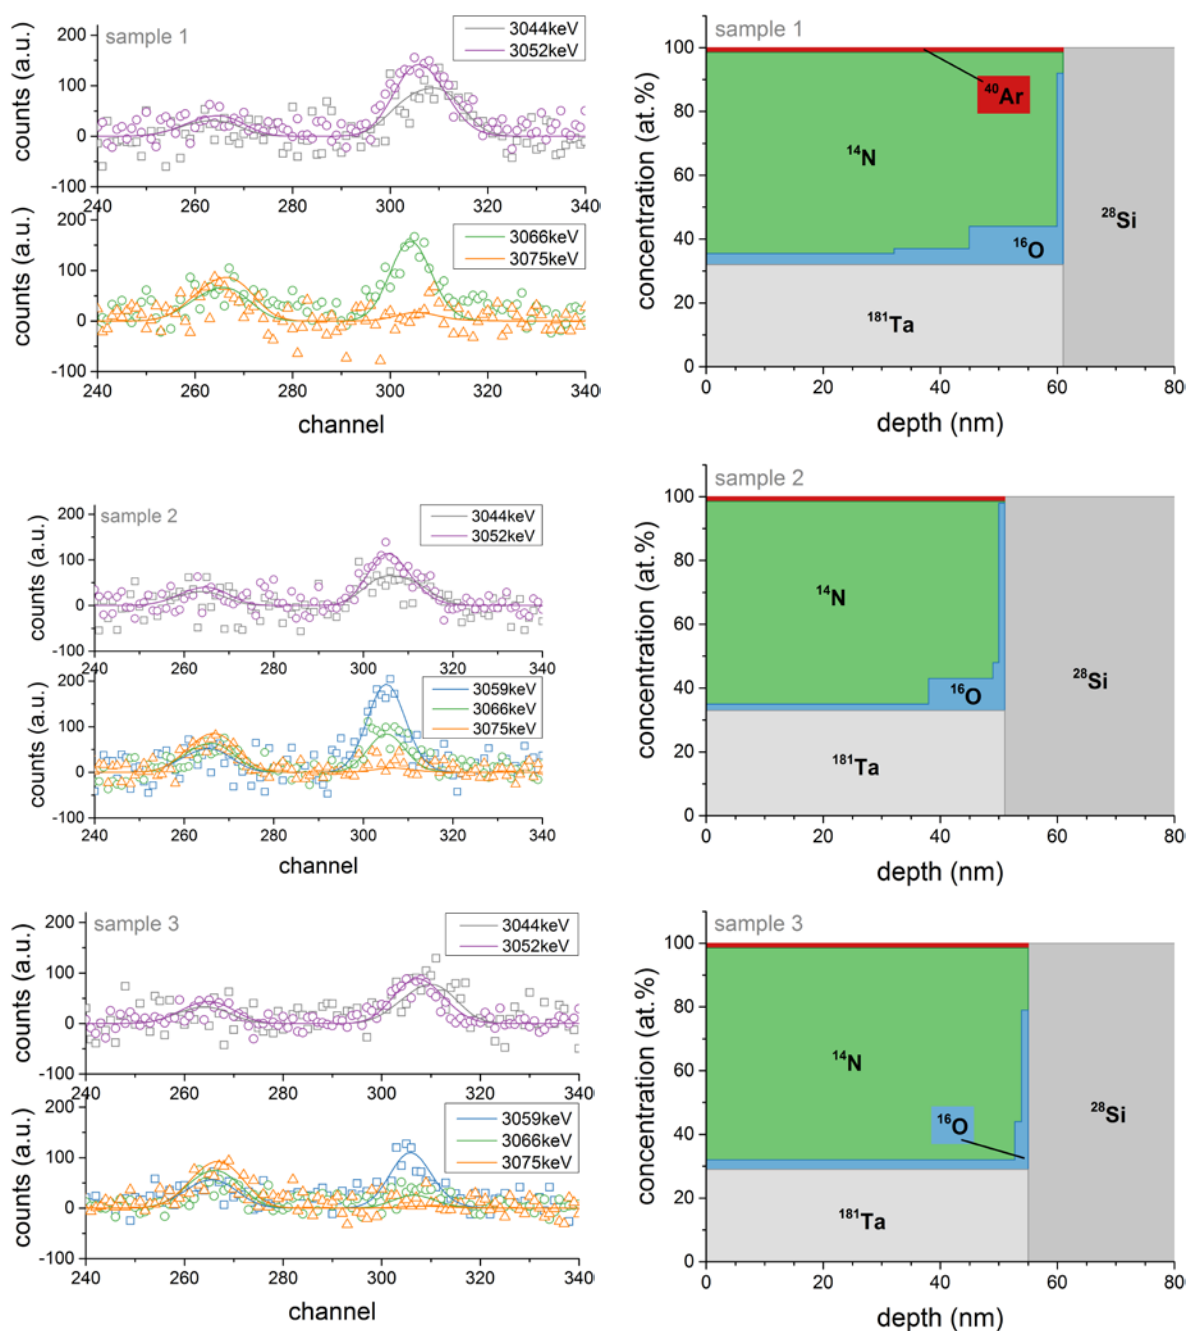 sample 1
3044keV
3052keV
counts (a.u.)
200
100
0
-100
240 260 280 300 320 340
3066keV
3075keV
counts (a.u.)
200
100
0
-100
240 260 280 300 320 340
channel
sample 1
concentration (at.%)
100
80
60
40
20
0
40Ar
14N
16O
28Si
181Ta
0 20 40 60 80
depth (nm)
sample 2
3044keV
3052keV
counts (a.u.)
200
100
0
-100
240 260 280 300 320 340
3059keV
3066keV
3075keV
counts (a.u.)
200
100
0
-100
240 260 280 300 320 340
channel
sample 2
concentration (at.%)
100
80
60
40
20
0
14N
16O
28Si
181Ta
0 20 40 60 80
depth (nm)
sample 3
3044keV
3052keV
counts (a.u.)
200
100
0
-100
240 260 280 300 320 340
3059keV
3066keV
3075keV
counts (a.u.)
200
100
0
-100
240 260 280 300 320 340
channel
sample 3
concentration (at.%)
100
80
60
40
20
0
14N
16O
28Si
181Ta
0 20 40 60 80
depth (nm)